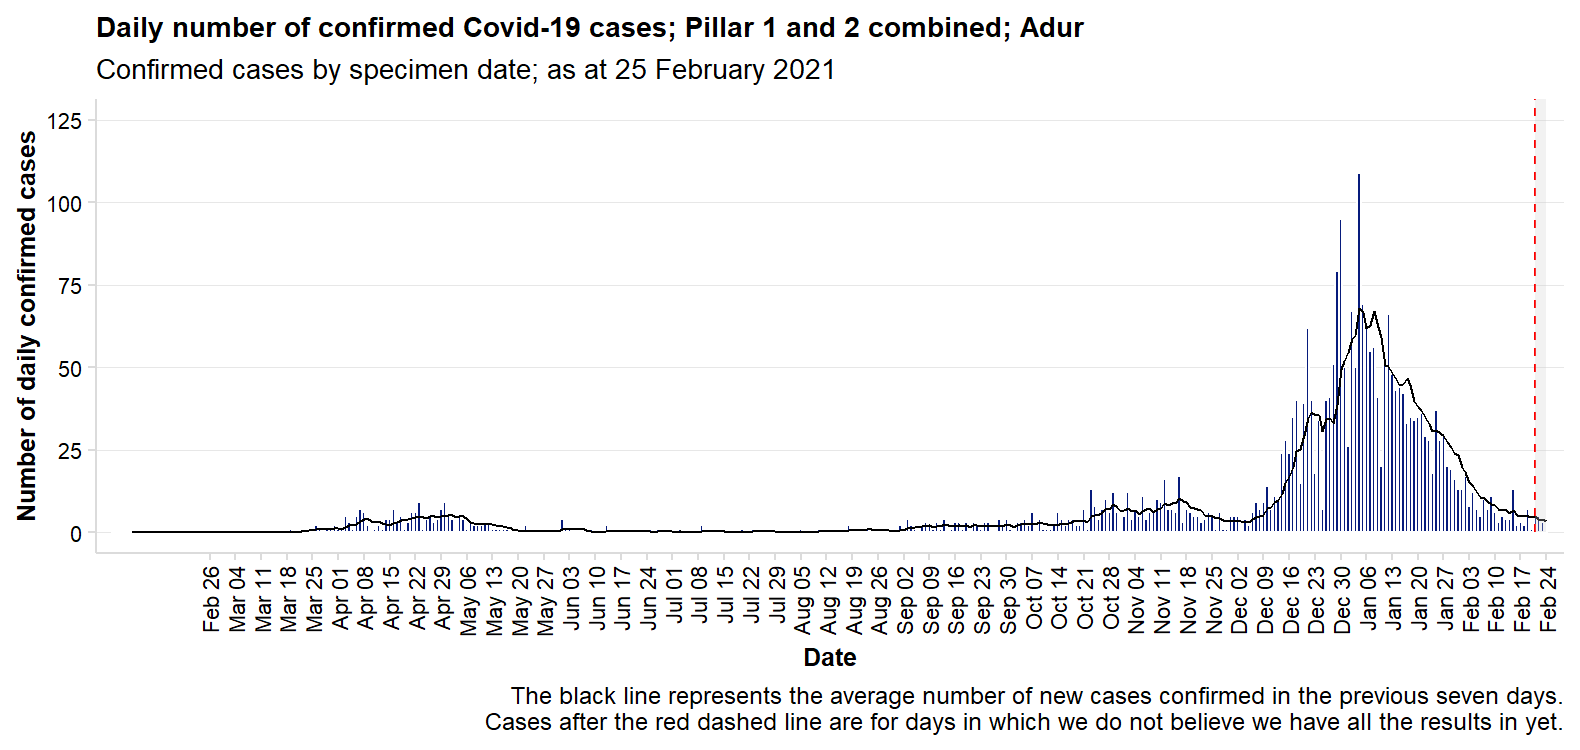 Daily number of confirmed Covid-19 cases; Pillar 1 and 2 combined; Adur
Confirmed cases by specimen date; as at 25 February 2021
Number of daily confirmed cases
125
100
75
50
25
0
Feb 26
Mar 04
Mar 11
Mar 18
Mar 25
Apr 01
Apr 08
Apr 15
Apr 22
Apr 29
May 06
May 13
May 20
May 27
Jun 03
Jun 10
Jun 17
Jun 24
Jul 01
Jul 08
Jul 15
Jul 22
Jul 29
Aug 05
Aug 12
Aug 19
Aug 26
Sep 02
Sep 09
Sep 16
Sep 23
Sep 30
Oct 07
Oct 14
Oct 21
Oct 28
Nov 04
Nov 11
Nov 18
Nov 25
Dec 02
Dec 09
Dec 16
Dec 23
Dec 30
Jan 06
Jan 13
Jan 20
Jan 27
Feb 03
Feb 10
Feb 17
Feb 24
Date
The black line represents the average number of new cases confirmed in the previous seven days.
Cases after the red dashed line are for days in which we do not believe we have all the results in yet.